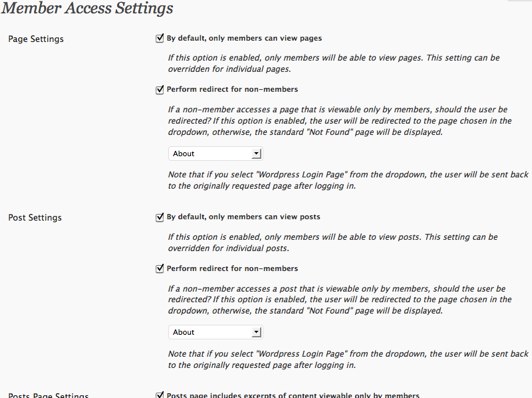 Member Access Settings
Page Settings
By default, only members can view pages
If this option is enabled, only members will be able to view pages. This setting can be
overridden for individual pages.
Perform redirect for non-members
If a non-member accesses a page that is viewable only by members, should the user be
redirected? If this option is enabled, the user will be redirected to the page chosen in the
dropdown, otherwise, the standard "Not Found" page will be displayed.
About
Note that if you select "Wordpress Login Page" from the dropdown, the user will be sent back
to the originally requested page after logging in.
Post Settings
By default, only members can view posts
If this option is enabled, only members will be able to view posts. This setting can be
overridden for individual posts.
Perform redirect for non-members
If a non-member accesses a post that is viewable only by members, should the user be
redirected? If this option is enabled, the user will be redirected to the page chosen in the
dropdown, otherwise, the standard "Not Found" page will be displayed.
About
Note that if you select "Wordpress Login Page" from the dropdown, the user will be sent back
to the originally requested page after logging in.
Posts Page Settings
Posts page includes excerpts of content viewable only by members.